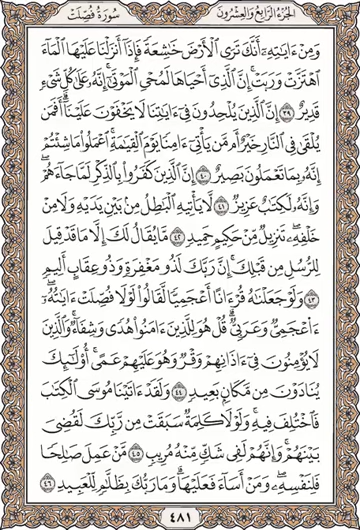 الجزء الرابع والعشرون
سورة فصلت
وَمِنْ ءَايَٰتِهِۦٓ أَنَّكَ تَرَى ٱلْأَرْضَ خَٰشِعَةً فَإِذَآ أَنزَلْنَا عَلَيْهَا ٱلْمَآءَ
ٱهْتَزَّتْ وَرَبَتْ ۚ إِنَّ ٱلَّذِىٓ أَحْيَاهَا لَمُحْىِ ٱلْمَوْتَىٰٓ ۚ إِنَّهُۥ عَلَىٰ كُلِّ شَىْءٍ
قَدِيرٌ ٣٩ إِنَّ ٱلَّذِينَ يُلْحِدُونَ فِىٓ ءَايَٰتِنَا لَا يَخْفَوْنَ عَلَيْنَآ ۗ أَفَمَن
يُلْقَىٰ فِى ٱلنَّارِ خَيْرٌ أَم مَّن يَأْتِىٓ ءَامِنًا يَوْمَ ٱلْقِيَٰمَةِ ۚ ٱعْمَلُوا۟ مَا شِئْتُمْ ۖ
إِنَّهُۥ بِمَا تَعْمَلُونَ بَصِيرٌ ٤٠ إِنَّ ٱلَّذِينَ كَفَرُوا۟ بِٱلذِّكْرِ لَمَّا جَآءَهُمْ ۖ
وَإِنَّهُۥ لَكِتَٰبٌ عَزِيزٌ ٤١ لَّا يَأْتِيهِ ٱلْبَٰطِلُ مِنۢ بَيْنِ يَدَيْهِ وَلَا مِنْ
خَلْفِهِۦ ۖ تَنزِيلٌ مِّنْ حَكِيمٍ حَمِيدٍ ٤٢ مَّا يُقَالُ لَكَ إِلَّا مَا قَدْ قِيلَ
لِلرُّسُلِ مِن قَبْلِكَ ۚ إِنَّ رَبَّكَ لَذُو مَغْفِرَةٍ وَذُو عِقَابٍ أَلِيمٍ
٤٣ وَلَوْ جَعَلْنَٰهُ قُرْءَانًا أَعْجَمِيًّا لَّقَالُوا۟ لَوْلَا فُصِّلَتْ ءَايَٰتُهُۥٓ ۖ
ءَا۬عْجَمِىٌّ وَعَرَبِىٌّ ۗ قُلْ هُوَ لِلَّذِينَ ءَامَنُوا۟ هُدًى وَشِفَآءٌ ۖ وَٱلَّذِينَ
لَا يُؤْمِنُونَ فِىٓ ءَاذَانِهِمْ وَقْرٌ وَهُوَ عَلَيْهِمْ عَمًى ۚ أُو۟لَٰٓئِكَ
يُنَادَوْنَ مِن مَّكَانٍۭ بَعِيدٍ ٤٤ وَلَقَدْ ءَاتَيْنَا مُوسَى ٱلْكِتَٰبَ
فَٱخْتُلِفَ فِيهِ ۗ وَلَوْلَا كَلِمَةٌ سَبَقَتْ مِن رَّبِّكَ لَقُضِىَ
بَيْنَهُمْ ۚ وَإِنَّهُمْ لَفِى شَكٍّ مِّنْهُ مُرِيبٍ ٤٥ مَّنْ عَمِلَ صَٰلِحًا
فَلِنَفْسِهِۦ ۖ وَمَنْ أَسَآءَ فَعَلَيْهَا ۗ وَمَا رَبُّكَ بِظَلَّٰمٍ لِّلْعَبِيدِ ٤٦
٤٨١